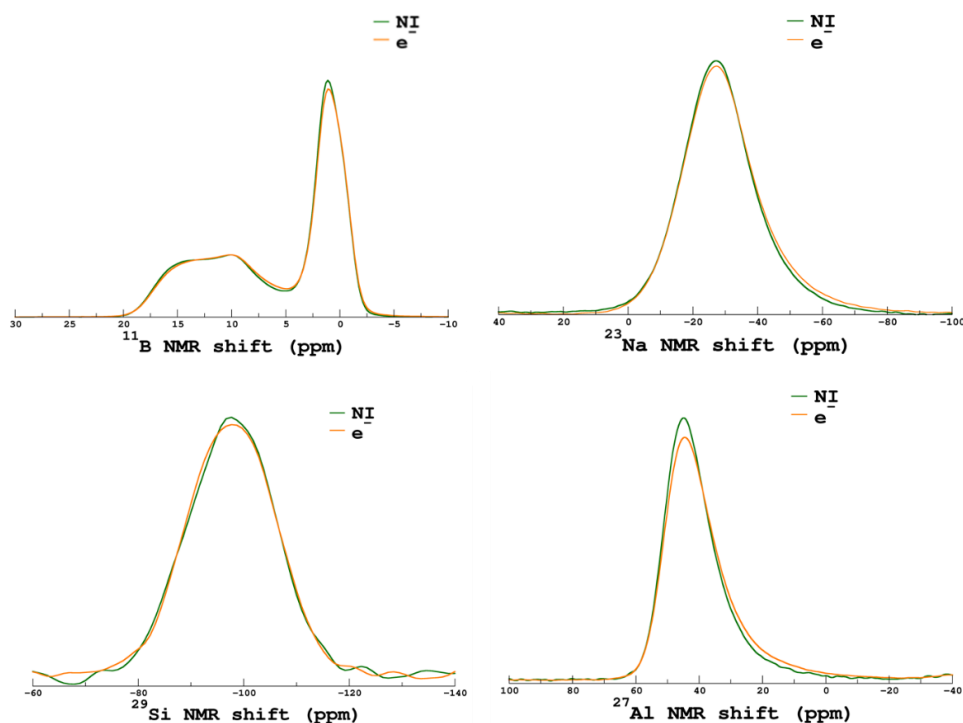 NI
e-
30 25 20 15 10 5 0 -5 -10
11B NMR shift (ppm)
NI
e-
40 20 0 -20 -40 -60 -80 -100
23Na NMR shift (ppm)
NI
e-
-60 -80 -100 -120 -140
29Si NMR shift (ppm)
NI
e-
100 80 60 40 20 0 -20 -40
27Al NMR shift (ppm)